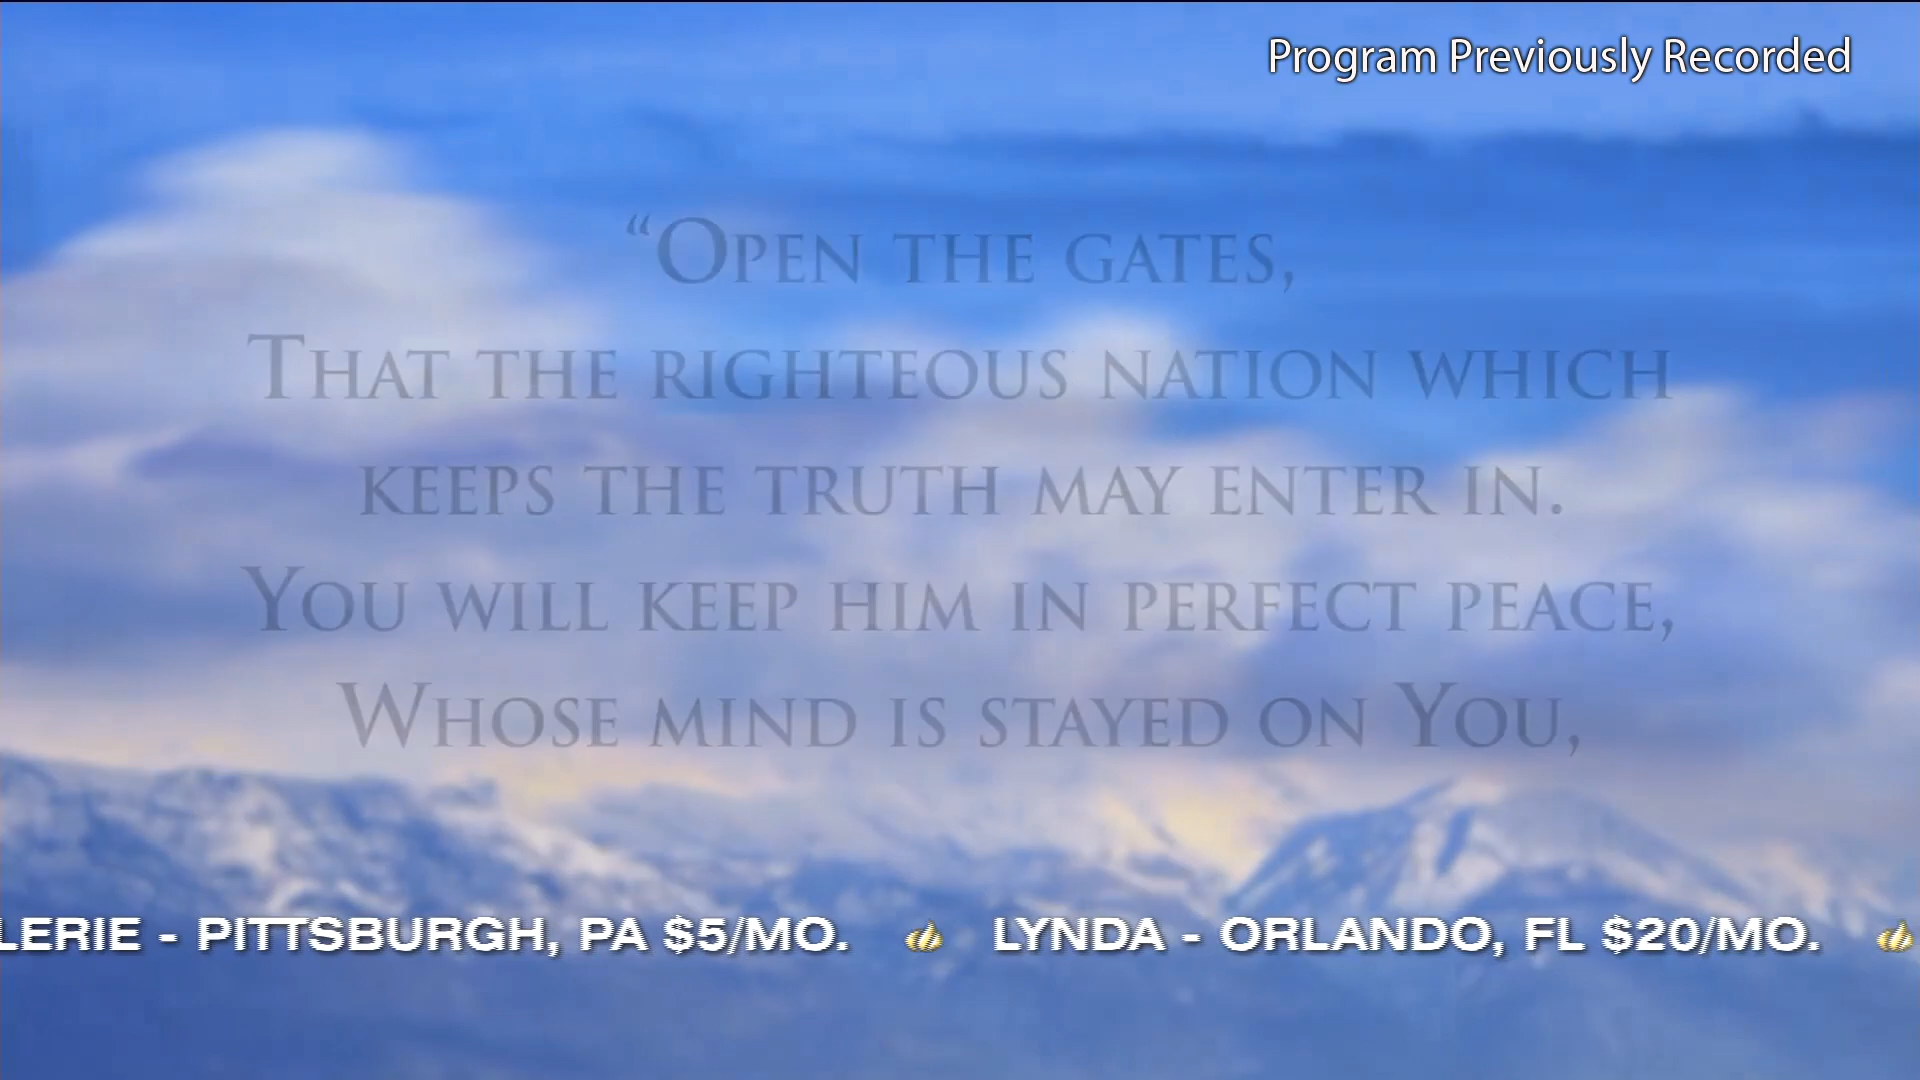 Program Previously Recorded
“Open the gates,
That the righteous nation which
keeps the truth may enter in.
You will keep him in perfect peace,
Whose mind is stayed on You,
LERIE - PITTSBURGH, PA $5/MO. LYNDA - ORLANDO, FL $20/MO.